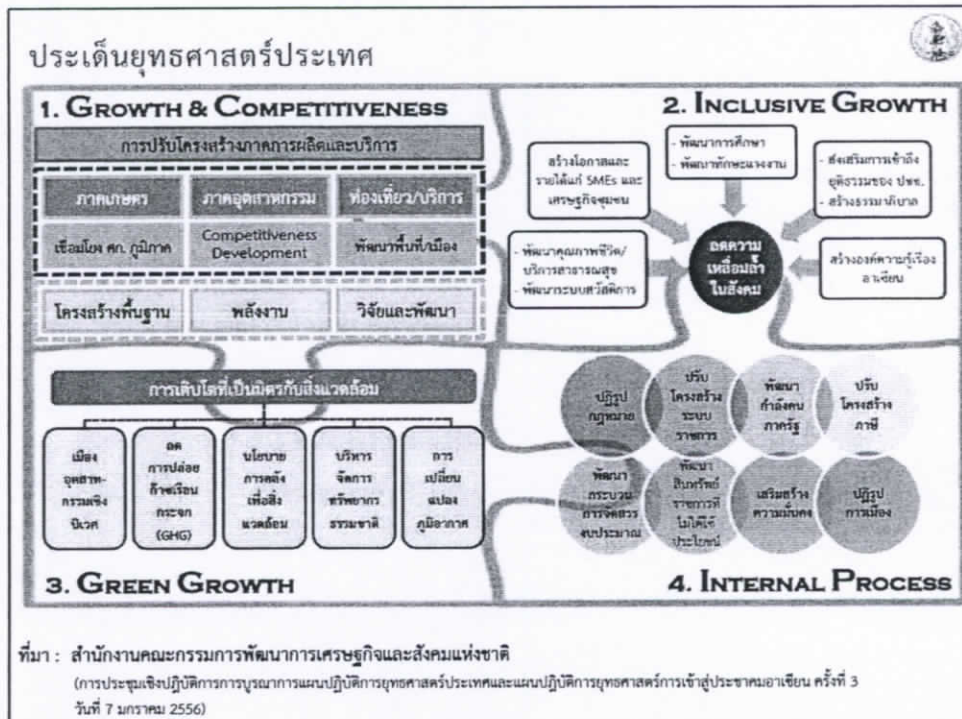 ประเด็นยุทธศาสตร์ประเทศ
1. GROWTH & COMPETITIVENESS
การปรับโครงสร้างภาคการผลิตและบริการ
ภาคเกษตร
ภาคอุตสาหกรรม
ท่องเที่ยว/บริการ
เชื่อมโยง ศก. ภูมิภาค
Competitiveness
Development
พัฒนาพื้นที่/เมือง
โครงสร้างพื้นฐาน
พลังงาน
วิจัยและพัฒนา
2. INCLUSIVE GROWTH
สร้างโอกาสและ
รายได้แก่ SMEs และ
เศรษฐกิจชุมชน
- พัฒนาการศึกษา
- พัฒนาทักษะแรงงาน
- ส่งเสริมการเข้าถึง
ยุติธรรมของ ปชช.
- สร้างธรรมาภิบาล
- พัฒนาคุณภาพชีวิต/
บริการสาธารณสุข
- พัฒนาระบบสวัสดิการ
ลดความ
เหลื่อมล้ำ
ในสังคม
สร้างองค์ความรู้เรื่อง
อาเซียน
การเติบโตที่เป็นมิตรกับสิ่งแวดล้อม
เมือง
อุตสาห-
กรรมเชิง
นิเวศ
ลด
การปล่อย
ก๊าซเรือน
กระจก
(GHG)
นโยบาย
การคลัง
เพื่อสิ่ง
แวดล้อม
บริหาร
จัดการ
ทรัพยากร
ธรรมชาติ
การ
เปลี่ยน
แปลง
ภูมิอากาศ
3. GREEN GROWTH
ปฏิรูป
กฎหมาย
ปรับ
โครงสร้าง
ระบบ
ราชการ
พัฒนา
กำลังคน
ภาครัฐ
ปรับ
โครงสร้าง
ภาษี
พัฒนา
กระบวน
การจัดสรร
งบประมาณ
พัฒนา
สินทรัพย์
ราชการที่
ไม่ได้ใช้
ประโยชน์
เสริมสร้าง
ความมั่นคง
ปฏิรูป
การเมือง
4. INTERNAL PROCESS
ที่มา : สำนักงานคณะกรรมการพัฒนาการเศรษฐกิจและสังคมแห่งชาติ
(การประชุมเชิงปฏิบัติการการบูรณาการแผนปฏิบัติการยุทธศาสตร์ประเทศและแผนปฏิบัติการยุทธศาสตร์การเข้าสู่ประชาคมอาเซียน ครั้งที่ 3
วันที่ 7 มกราคม 2556)